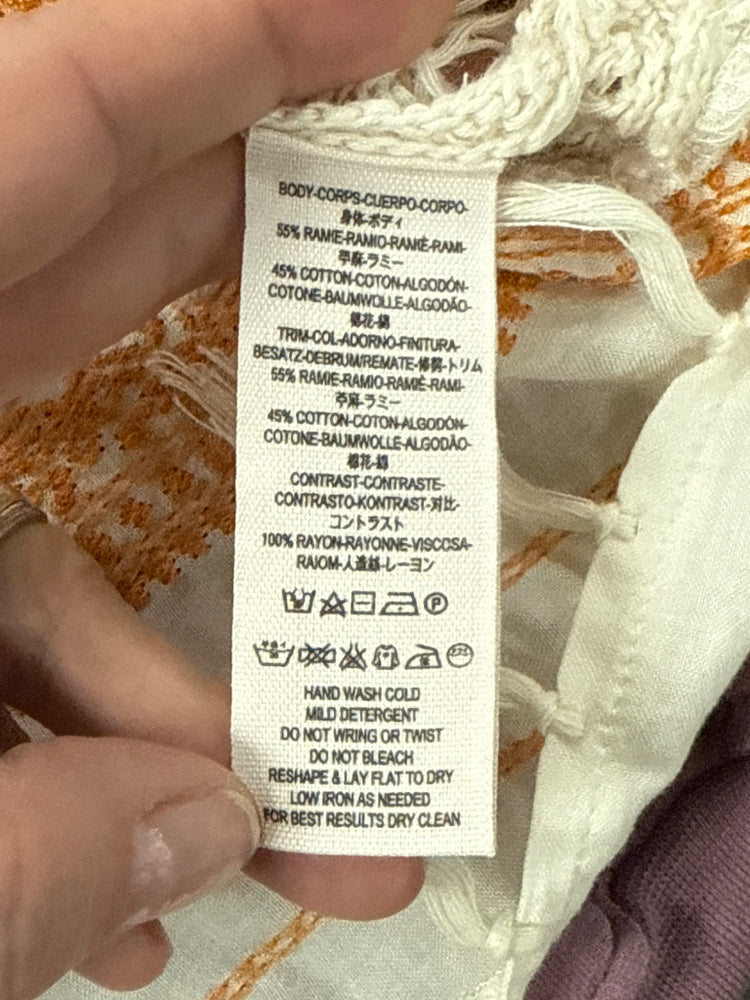 BODY-CORPS-CUERPO-CORPO-
身体-ボディ
55% RAMIE-RAMIO-RAMIÉ-RAMI-
苧麻-ラミー
45% COTTON-COTON-ALGODÓN-
COTONE-BAUMWOLLE-ALGODÃO-
棉花-綿
TRIM-COL-ADORNO-FINITURA-
BESATZ-DEBRUM/REMATE-修剪-トリム
55% RAMIE-RAMIO-RAMIÉ-RAMI-
苧麻-ラミー
45% COTTON-COTON-ALGODÓN-
COTONE-BAUMWOLLE-ALGODÃO-
棉花-綿
CONTRAST-CONTRASTE-
CONTRASTO-KONTRAST-对比-
コントラスト
100% RAYON-RAYONNE-VISCOSA-
RAIOM-人造絲-レーヨン
P
HAND WASH COLD
MILD DETERGENT
DO NOT WRING OR TWIST
DO NOT BLEACH
RESHAPE & LAY FLAT TO DRY
LOW IRON AS NEEDED
FOR BEST RESULTS DRY CLEAN